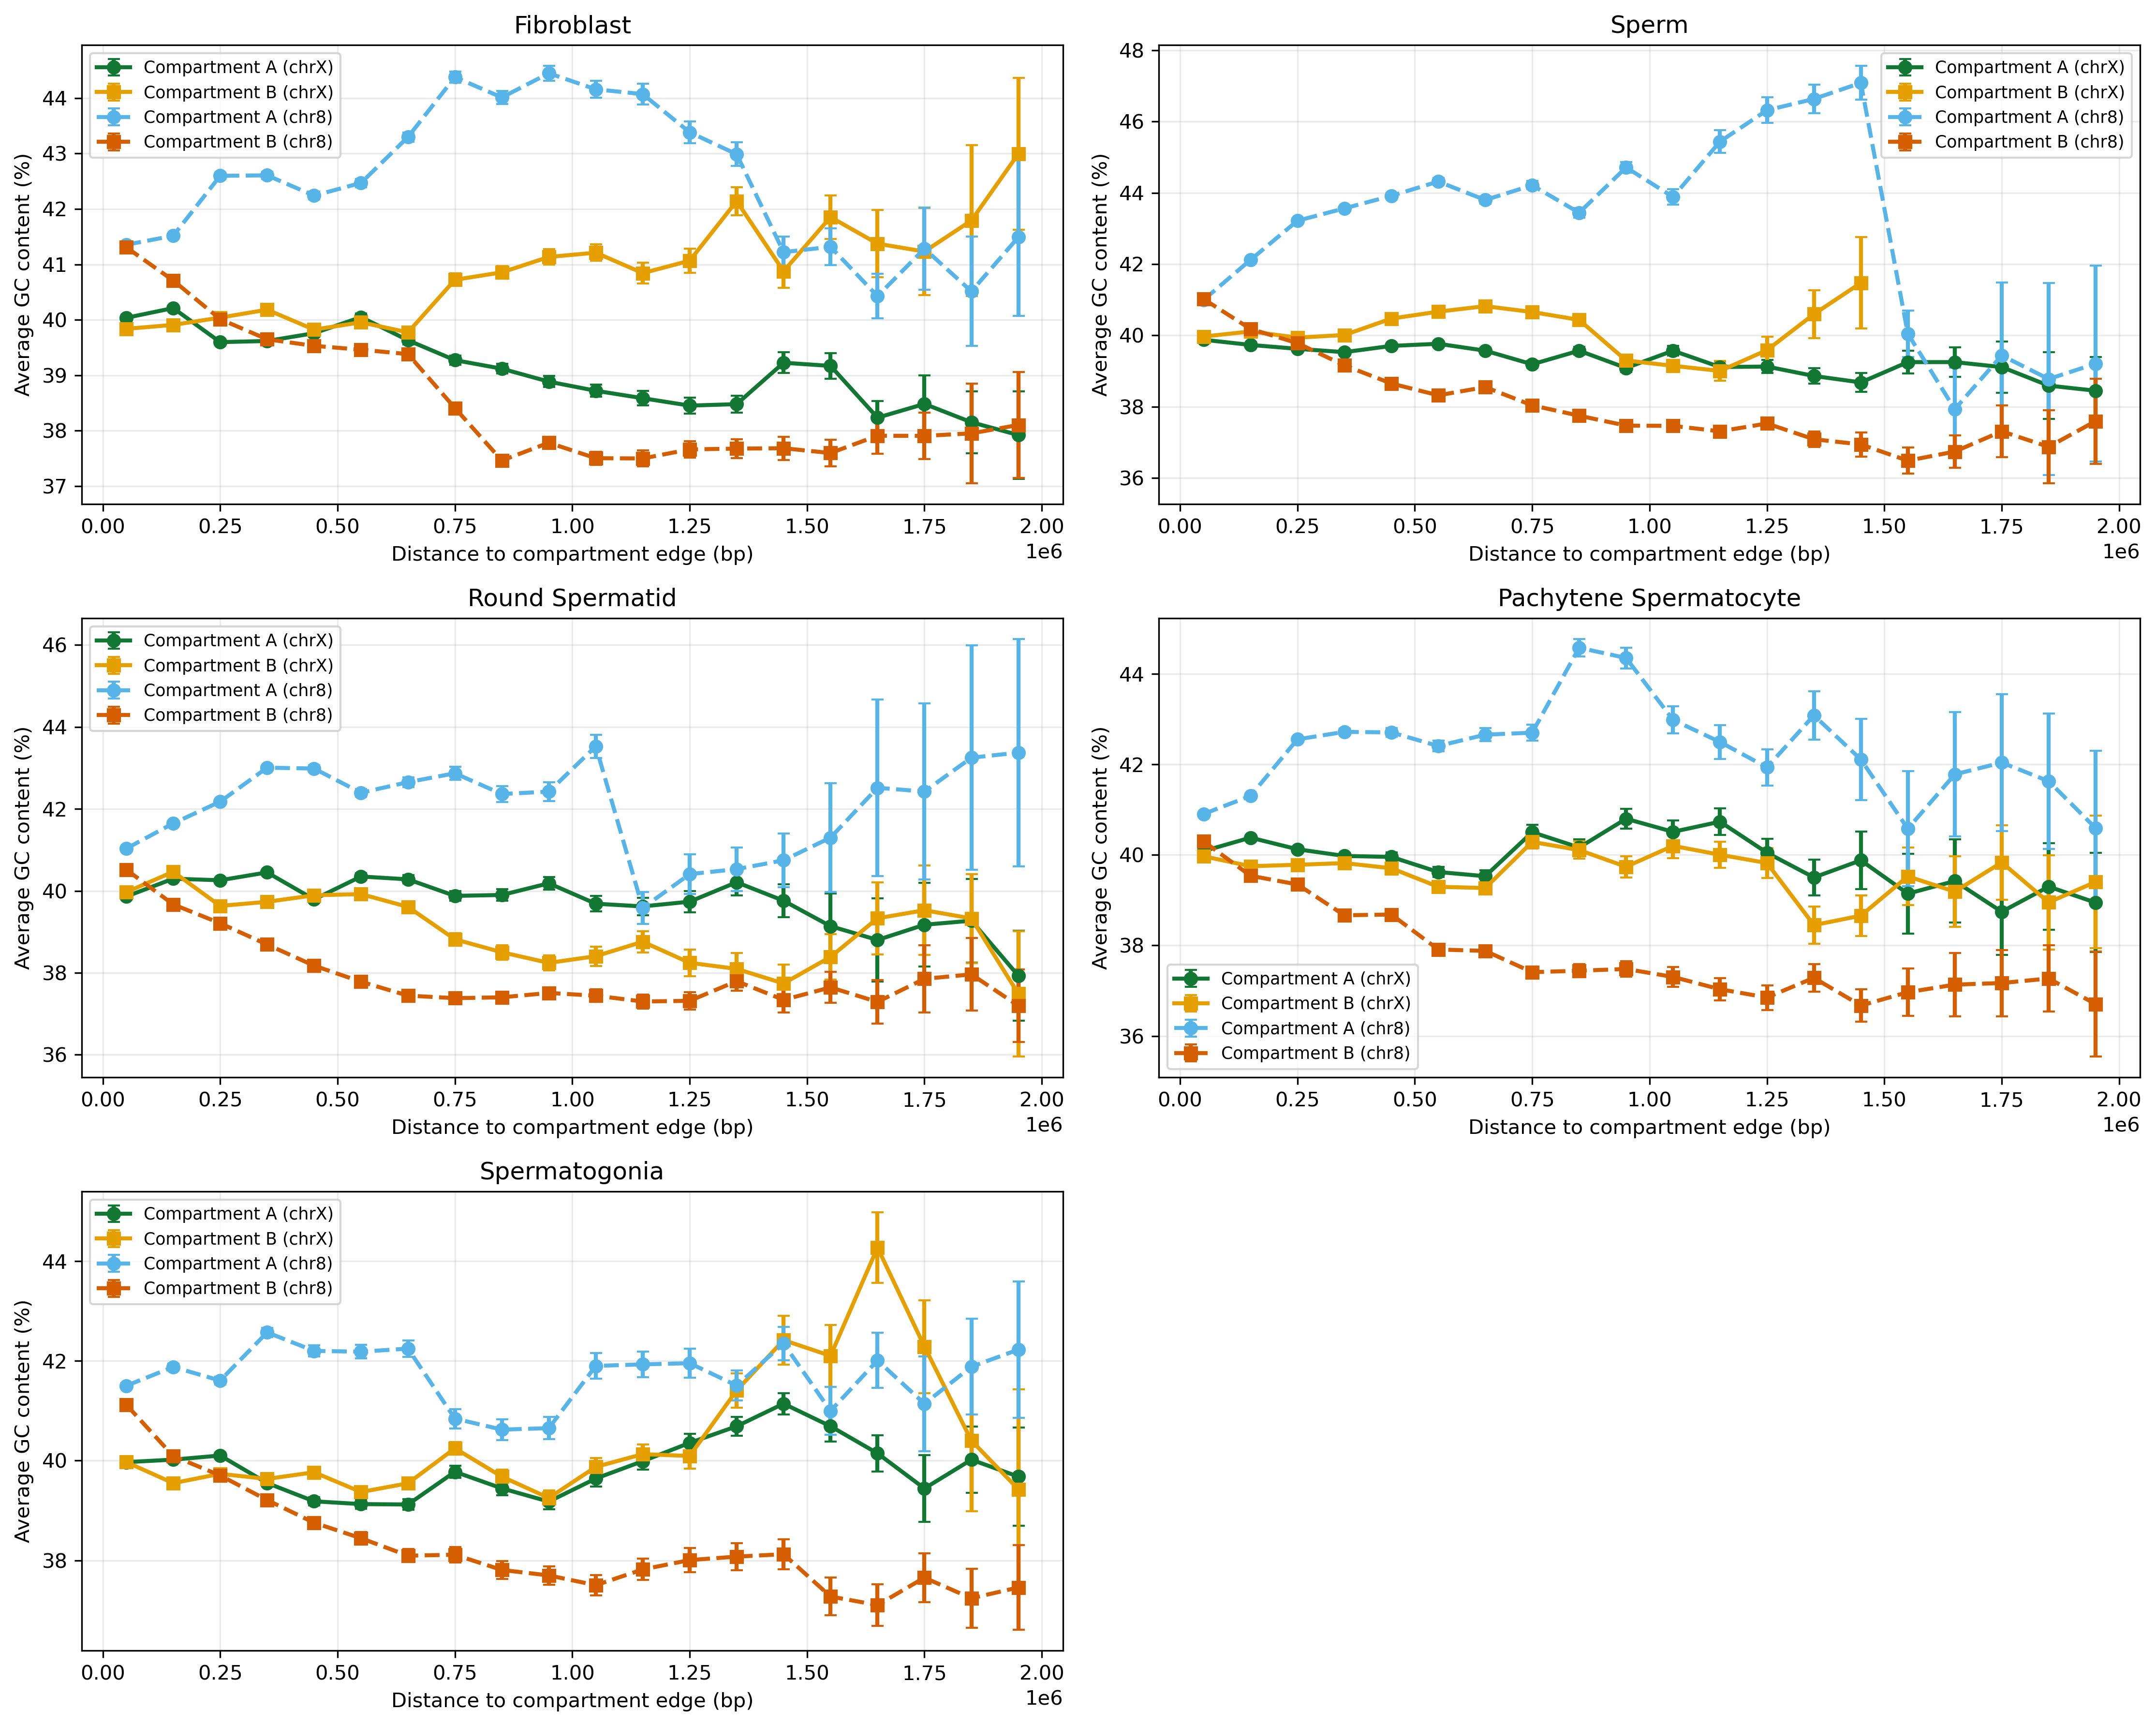 Fibroblast
Average GC content (%)
44
43
42
41
40
39
38
37
Compartment A (chrX)
Compartment B (chrX)
Compartment A (chr8)
Compartment B (chr8)
0.00 0.25 0.50 0.75 1.00 1.25 1.50 1.75 2.00
1e6
Distance to compartment edge (bp)
Sperm
Average GC content (%)
48
46
44
42
40
38
36
Compartment A (chrX)
Compartment B (chrX)
Compartment A (chr8)
Compartment B (chr8)
0.00 0.25 0.50 0.75 1.00 1.25 1.50 1.75 2.00
1e6
Distance to compartment edge (bp)
Round Spermatid
Average GC content (%)
46
44
42
40
38
36
Compartment A (chrX)
Compartment B (chrX)
Compartment A (chr8)
Compartment B (chr8)
0.00 0.25 0.50 0.75 1.00 1.25 1.50 1.75 2.00
1e6
Distance to compartment edge (bp)
Pachytene Spermatocyte
Average GC content (%)
44
42
40
38
36
Compartment A (chrX)
Compartment B (chrX)
Compartment A (chr8)
Compartment B (chr8)
0.00 0.25 0.50 0.75 1.00 1.25 1.50 1.75 2.00
1e6
Distance to compartment edge (bp)
Spermatogonia
Average GC content (%)
44
42
40
38
Compartment A (chrX)
Compartment B (chrX)
Compartment A (chr8)
Compartment B (chr8)
0.00 0.25 0.50 0.75 1.00 1.25 1.50 1.75 2.00
1e6
Distance to compartment edge (bp)